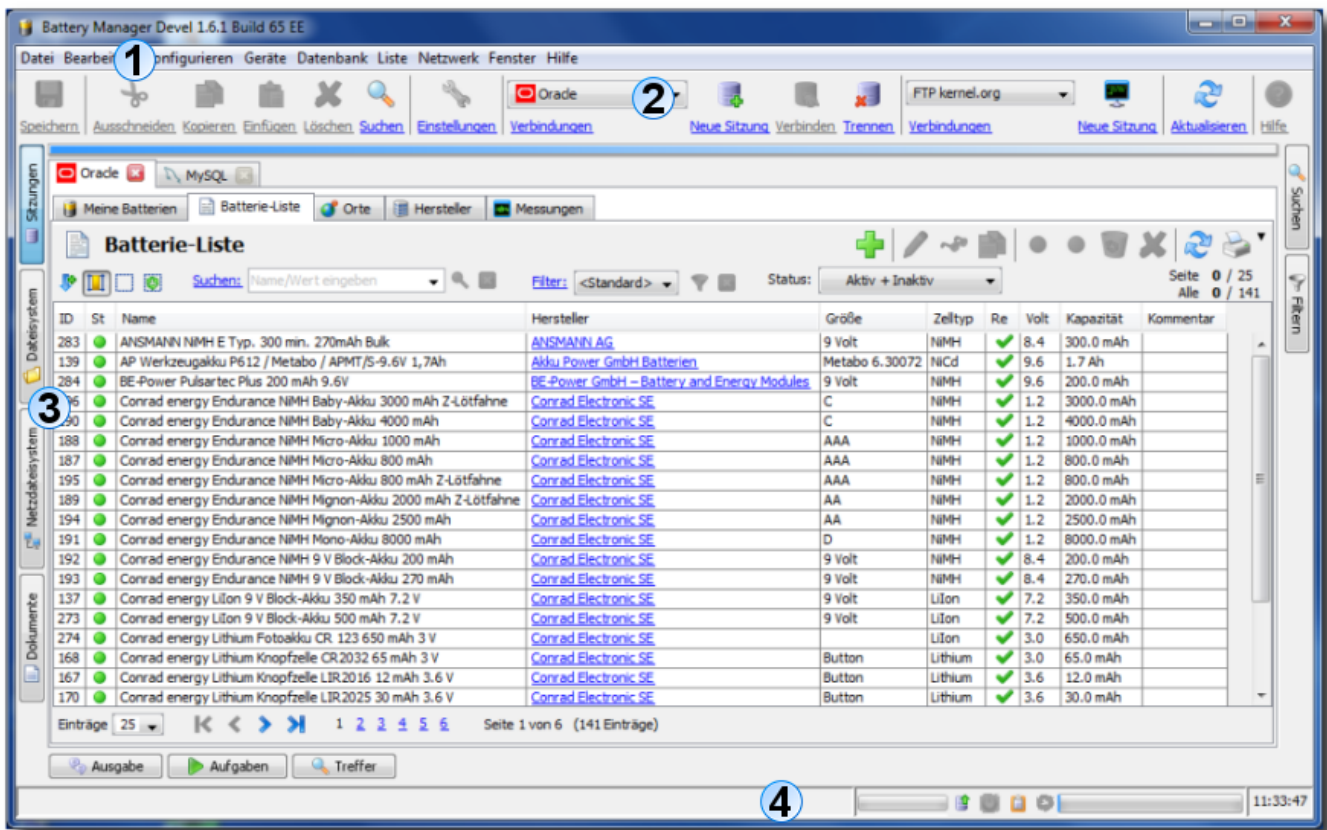 Battery Manager Devel 1.6.1 Build 65 EE
Datei Bearbei 1 onfigurieren Geräte Datenbank Liste Netzwerk Fenster Hilfe
Oracle 2 FTP kernel.org
Speichern Ausschneiden Kopieren Einfügen Löschen Suchen Einstellungen Verbindungen Neue Sitzung Verbinden Trennen Verbindungen Neue Sitzung Aktualisieren Hilfe
Sitzungen
Dateisystem
3
Netzdateisystem
Dokumente
Oracle MySQL
Meine Batterien Batterie-Liste Orte Hersteller Messungen
Batterie-Liste
Suchen: Name/Wert eingeben Filter: <Standard> Status: Aktiv + Inaktiv
Seite 0 / 25
Alle 0 / 141
ID St Name Hersteller Größe Zelltyp Re Volt Kapazität Kommentar
283 ANSMANN NiMH E Typ. 300 min. 270mAh Bulk ANSMANN AG 9 Volt NiMH 8.4 300.0 mAh
139 AP Werkzeugakku P612 / Metabo / APMT/S-9.6V 1,7Ah Akku Power GmbH Batterien Metabo 6.30072 NiCd 9.6 1.7 Ah
284 BE-Power Pulsartec Plus 200 mAh 9.6V BE-Power GmbH – Battery and Energy Modules 9 Volt NiMH 9.6 200.0 mAh
96 Conrad energy Endurance NiMH Baby-Akku 3000 mAh Z-Lötfahne Conrad Electronic SE C NiMH 1.2 3000.0 mAh
90 Conrad energy Endurance NiMH Baby-Akku 4000 mAh Conrad Electronic SE C NiMH 1.2 4000.0 mAh
188 Conrad energy Endurance NiMH Micro-Akku 1000 mAh Conrad Electronic SE AAA NiMH 1.2 1000.0 mAh
187 Conrad energy Endurance NiMH Micro-Akku 800 mAh Conrad Electronic SE AAA NiMH 1.2 800.0 mAh
195 Conrad energy Endurance NiMH Micro-Akku 800 mAh Z-Lötfahne Conrad Electronic SE AAA NiMH 1.2 800.0 mAh
189 Conrad energy Endurance NiMH Mignon-Akku 2000 mAh Z-Lötfahne Conrad Electronic SE AA NiMH 1.2 2000.0 mAh
194 Conrad energy Endurance NiMH Mignon-Akku 2500 mAh Conrad Electronic SE AA NiMH 1.2 2500.0 mAh
191 Conrad energy Endurance NiMH Mono-Akku 8000 mAh Conrad Electronic SE D NiMH 1.2 8000.0 mAh
192 Conrad energy Endurance NiMH 9 V Block-Akku 200 mAh Conrad Electronic SE 9 Volt NiMH 8.4 200.0 mAh
193 Conrad energy Endurance NiMH 9 V Block-Akku 270 mAh Conrad Electronic SE 9 Volt NiMH 8.4 270.0 mAh
137 Conrad energy LiIon 9 V Block-Akku 350 mAh 7.2 V Conrad Electronic SE 9 Volt LiIon 7.2 350.0 mAh
273 Conrad energy LiIon 9 V Block-Akku 500 mAh 7.2 V Conrad Electronic SE 9 Volt LiIon 7.2 500.0 mAh
274 Conrad energy Lithium Fotoakku CR 123 650 mAh 3 V Conrad Electronic SE LiIon 3.0 650.0 mAh
168 Conrad energy Lithium Knopfzelle CR2032 65 mAh 3 V Conrad Electronic SE Button Lithium 3.0 65.0 mAh
167 Conrad energy Lithium Knopfzelle LIR2016 12 mAh 3.6 V Conrad Electronic SE Button Lithium 3.6 12.0 mAh
170 Conrad energy Lithium Knopfzelle LIR2025 30 mAh 3.6 V Conrad Electronic SE Button Lithium 3.6 30.0 mAh
Einträge 25 1 2 3 4 5 6 Seite 1 von 6 (141 Einträge)
Suchen
Filtern
Ausgabe Aufgaben Treffer
4
11:33:47